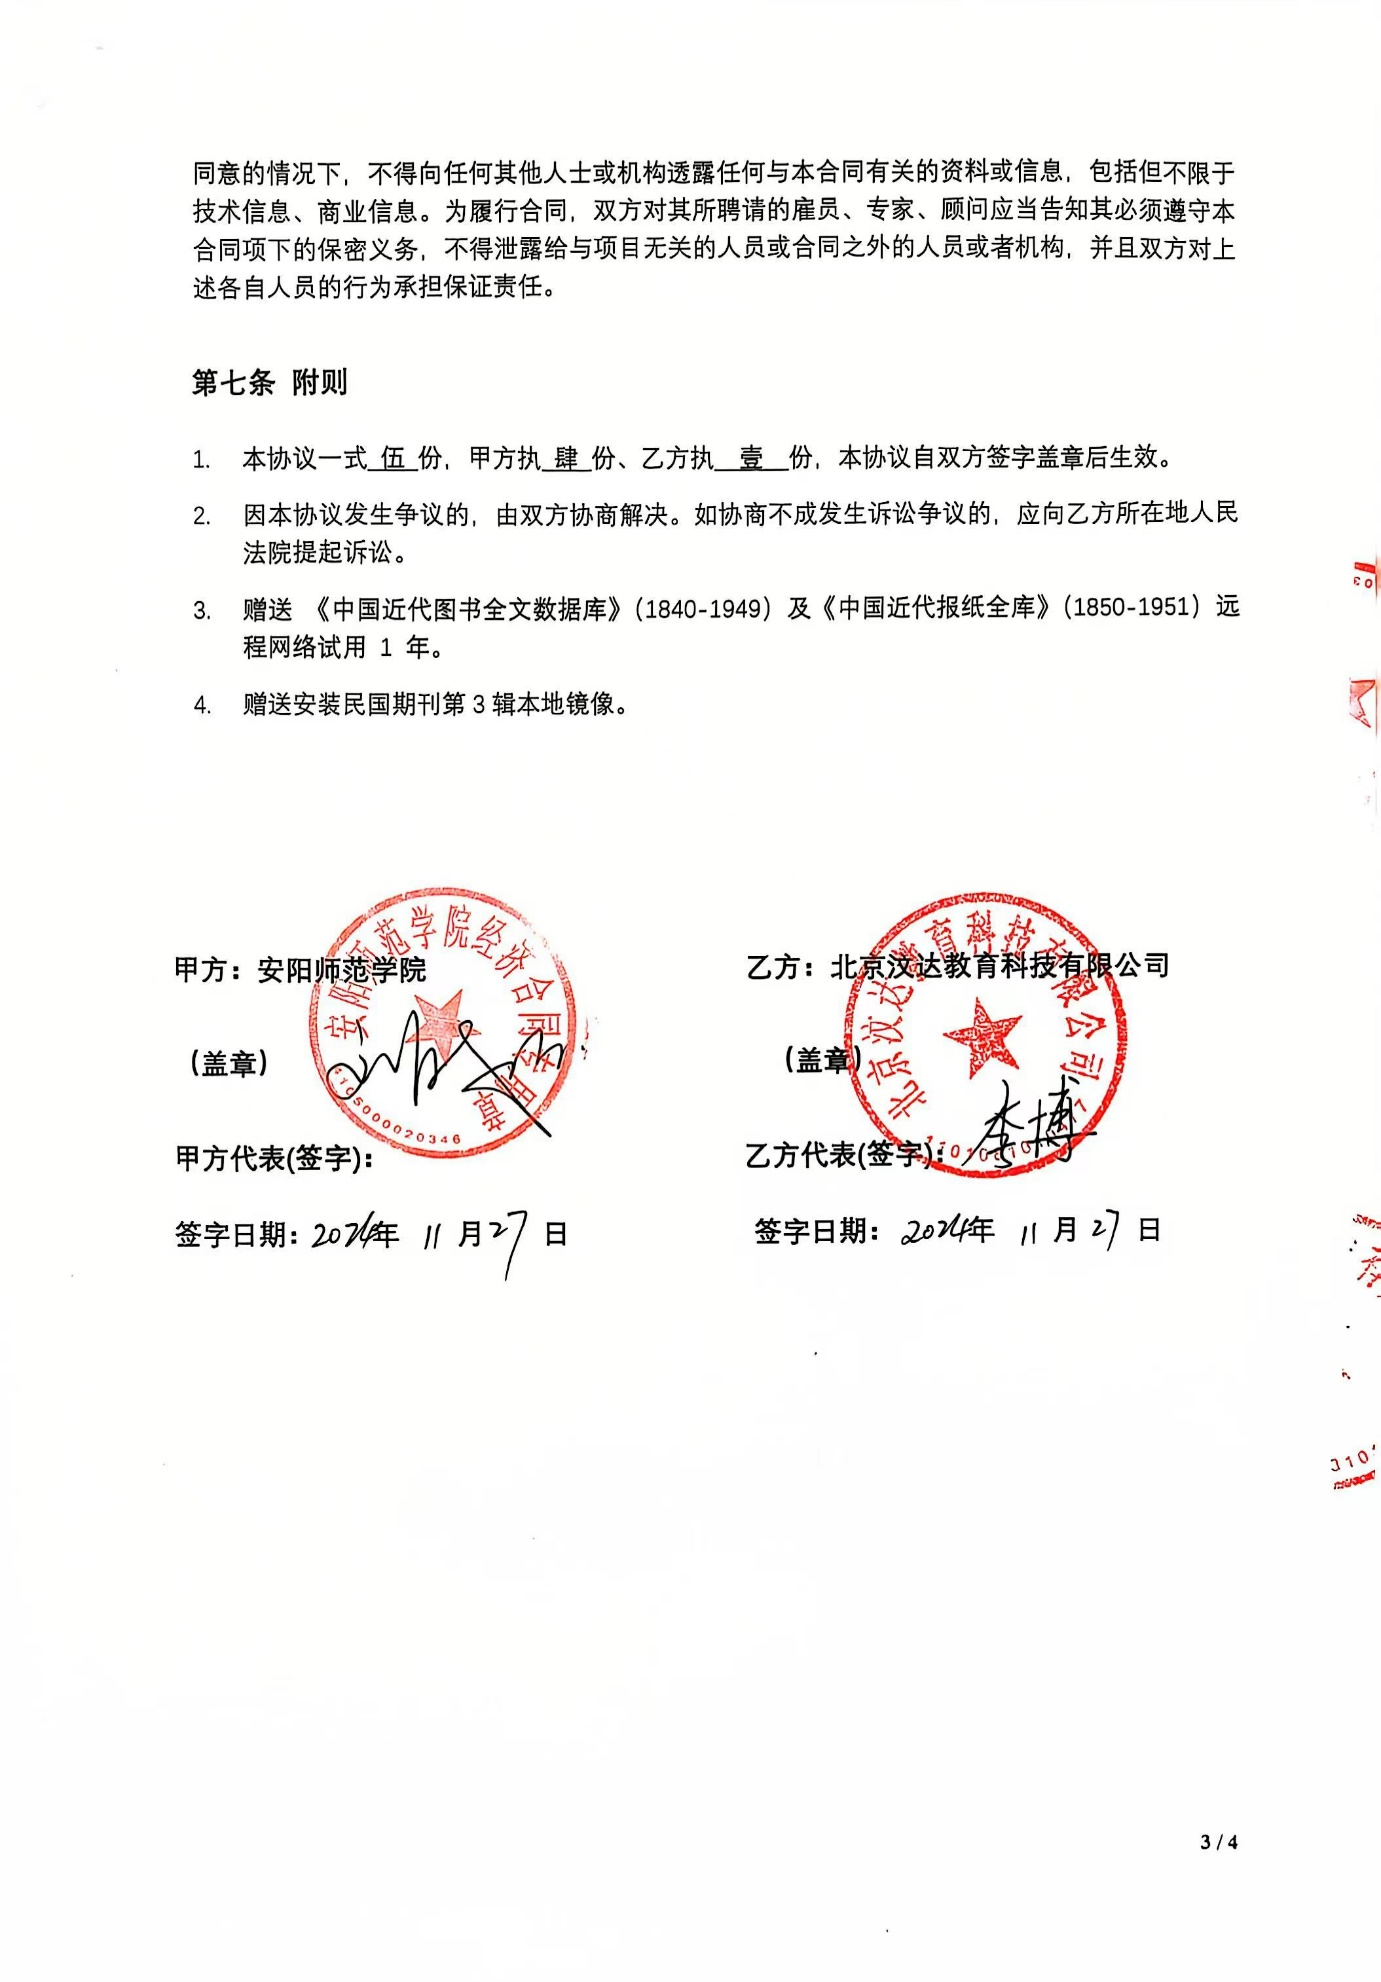 同意的情况下，不得向任何其他人士或机构透露任何与本合同有关的资料或信息，包括但不限于
技术信息、商业信息。为履行合同，双方对其所聘请的雇员、专家、顾问应当告知其必须遵守本
合同项下的保密义务，不得泄露给与项目无关的人员或合同之外的人员或者机构，并且双方对上
述各自人员的行为承担保证责任。
第七条 附则
1. 本协议一式 伍 份，甲方执 肆 份、乙方执 壹 份，本协议自双方签字盖章后生效。
2. 因本协议发生争议的，由双方协商解决。如协商不成发生诉讼争议的，应向乙方所在地人民
法院提起诉讼。
3. 赠送 《中国近代图书全文数据库》（1840-1949）及《中国近代报纸全库》（1850-1951）远
程网络试用 1 年。
4. 赠送安装民国期刊第 3 辑本地镜像。
甲方：安阳师范学院
安阳师范学院经济合同专用章
4105000020346
（盖章）
甲方代表(签字)：
签字日期：2024年 11 月 27 日
乙方：北京汶达教育科技有限公司
北京汶达教育科技有限公司
（盖章）
乙方代表(签字)：李博
签字日期：2024年 11 月 27 日
310
3 / 4